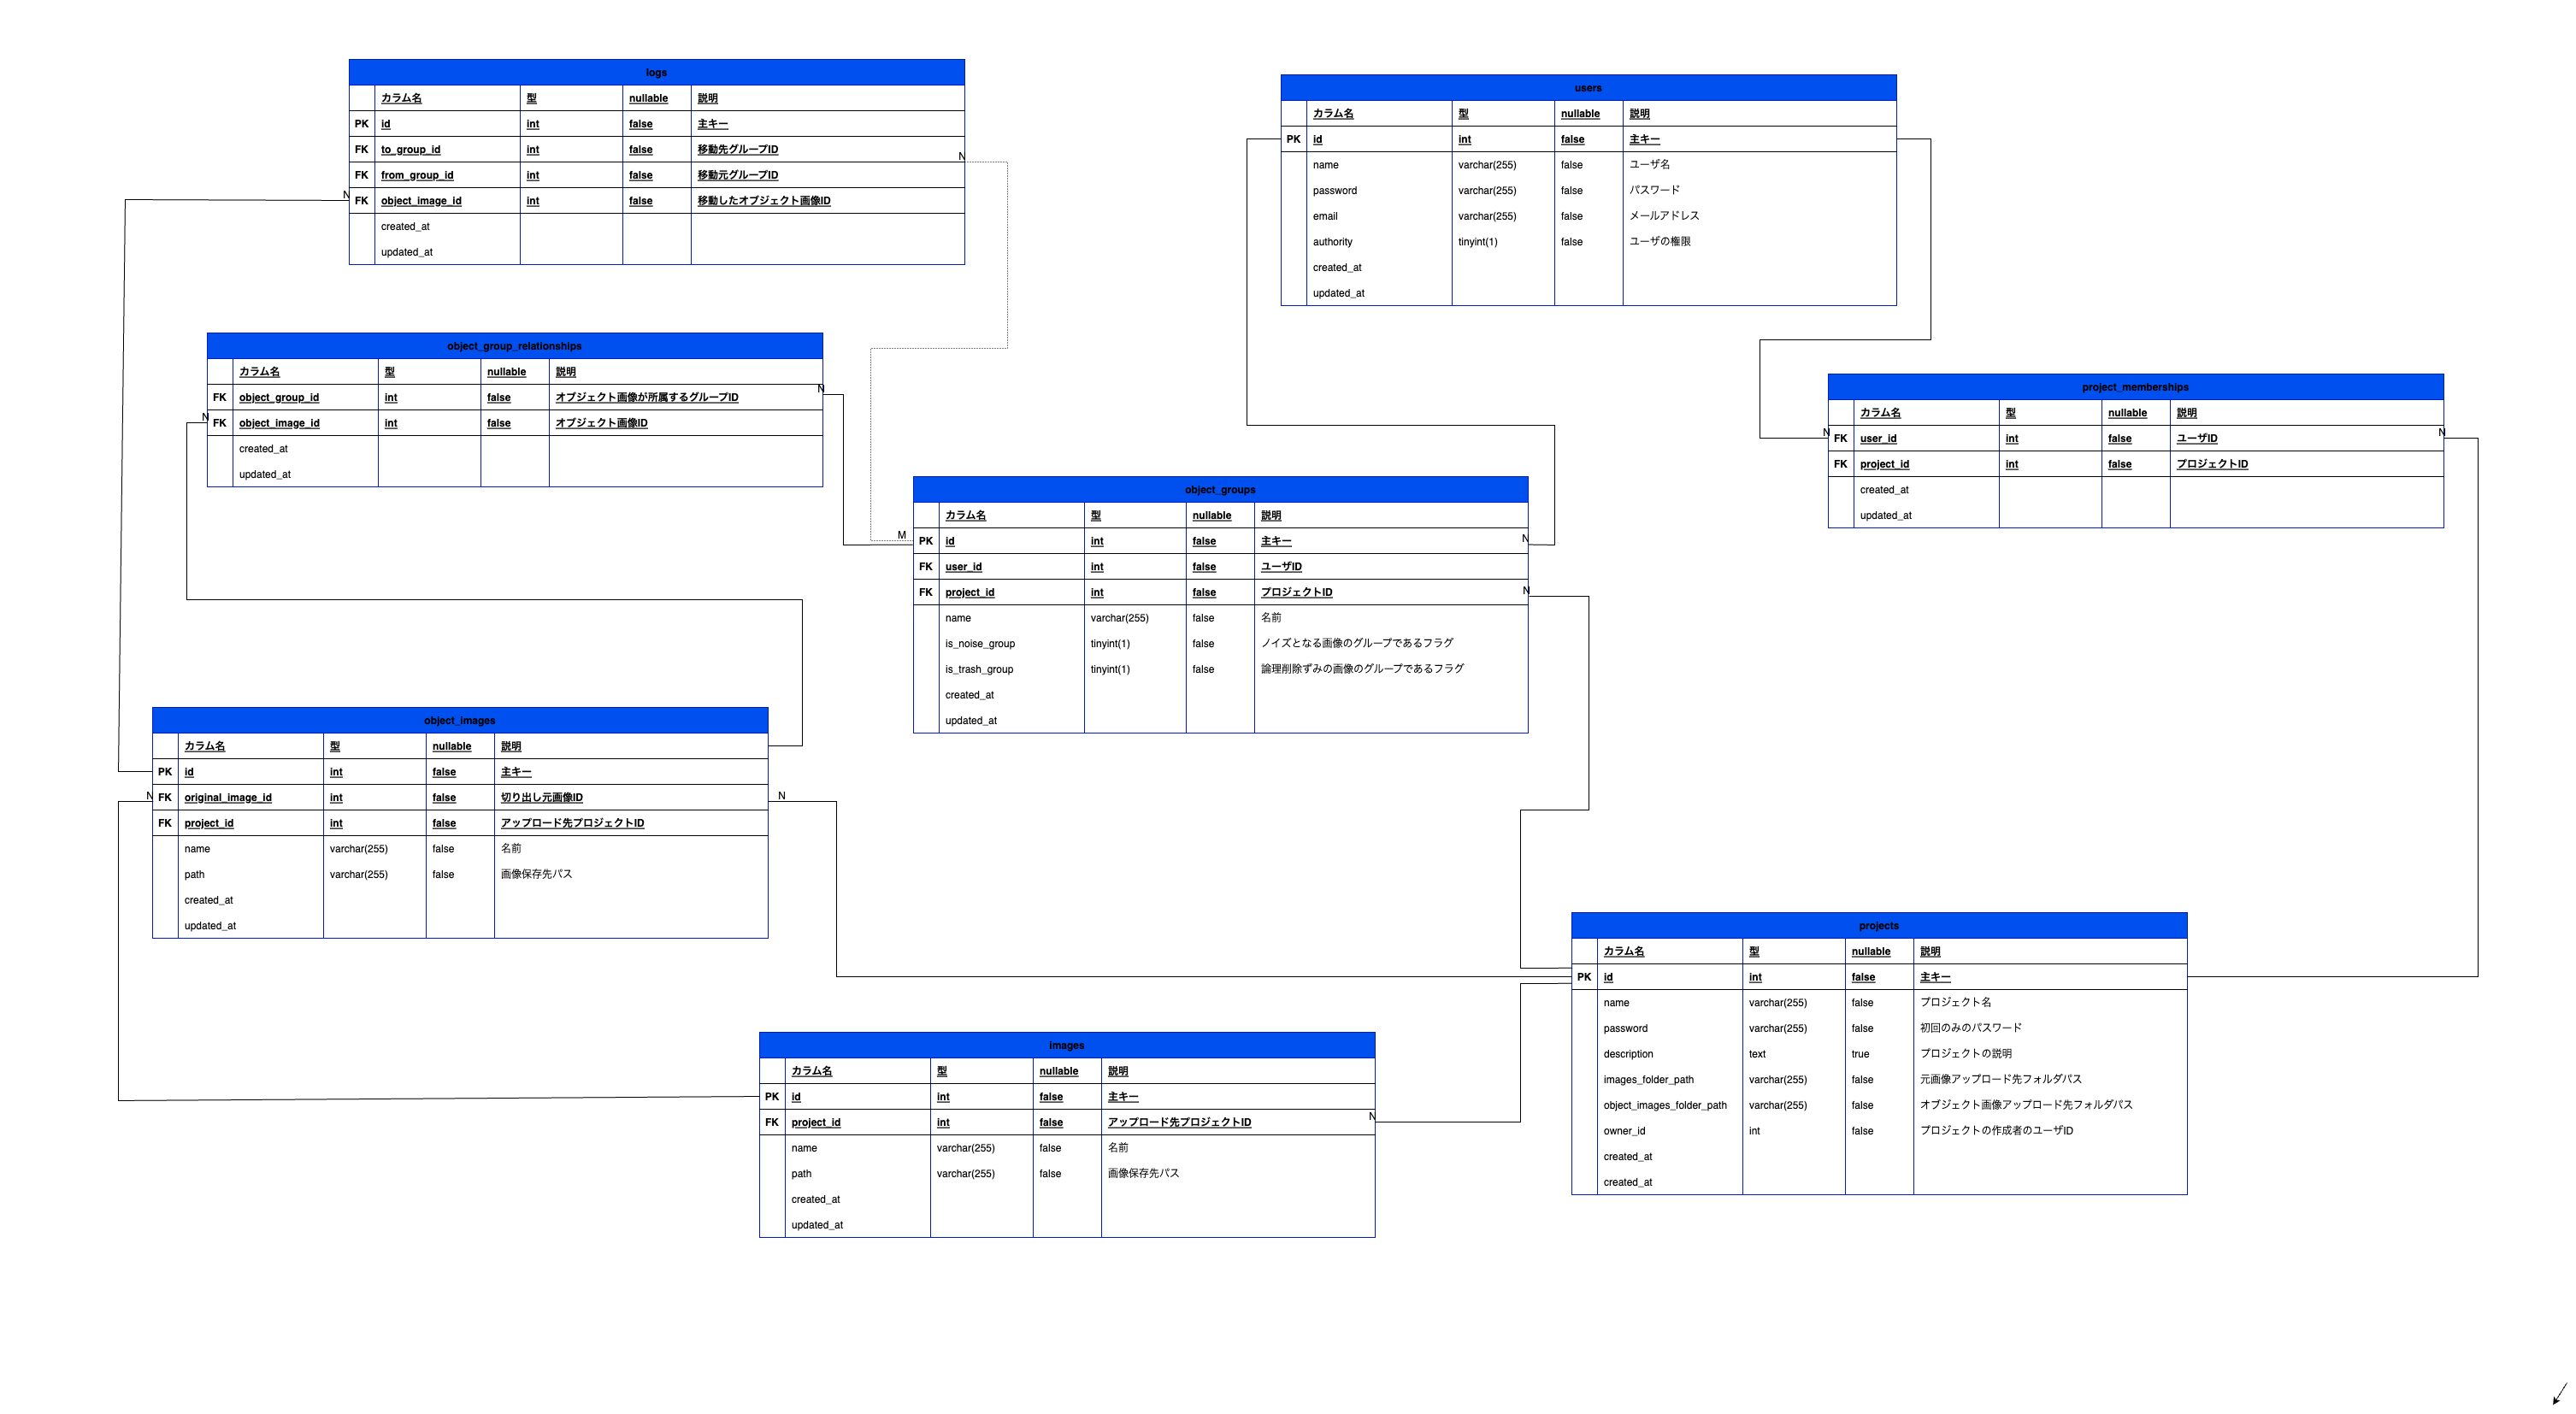 logs
カラム名 型 nullable 説明
PK id int false 主キー
FK to_group_id int false 移動先グループID
N
FK from_group_id int false 移動元グループID
N
FK object_image_id int false 移動したオブジェクト画像ID
created_at
updated_at
users
カラム名 型 nullable 説明
PK id int false 主キー
name varchar(255) false ユーザ名
password varchar(255) false パスワード
email varchar(255) false メールアドレス
authority tinyint(1) false ユーザの権限
created_at
updated_at
object_group_relationships
カラム名 型 nullable 説明
N
FK object_group_id int false オブジェクト画像が所属するグループID
N
FK object_image_id int false オブジェクト画像ID
created_at
updated_at
project_memberships
カラム名 型 nullable 説明
N N
FK user_id int false ユーザID
FK project_id int false プロジェクトID
created_at
updated_at
object_groups
カラム名 型 nullable 説明
M
PK id int false 主キー N
FK user_id int false ユーザID
FK project_id int false プロジェクトID N
name varchar(255) false 名前
is_noise_group tinyint(1) false ノイズとなる画像のグループであるフラグ
is_trash_group tinyint(1) false 論理削除ずみの画像のグループであるフラグ
created_at
updated_at
object_images
カラム名 型 nullable 説明
PK id int false 主キー
N FK original_image_id int false 切り出し元画像ID N
FK project_id int false アップロード先プロジェクトID
name varchar(255) false 名前
path varchar(255) false 画像保存先パス
created_at
updated_at
projects
カラム名 型 nullable 説明
PK id int false 主キー
name varchar(255) false プロジェクト名
password varchar(255) false 初回のみのパスワード
description text true プロジェクトの説明
images_folder_path varchar(255) false 元画像アップロード先フォルダパス
object_images_folder_path varchar(255) false オブジェクト画像アップロード先フォルダパス
owner_id int false プロジェクトの作成者のユーザID
created_at
created_at
images
カラム名 型 nullable 説明
PK id int false 主キー
FK project_id int false アップロード先プロジェクトID N
name varchar(255) false 名前
path varchar(255) false 画像保存先パス
created_at
updated_at